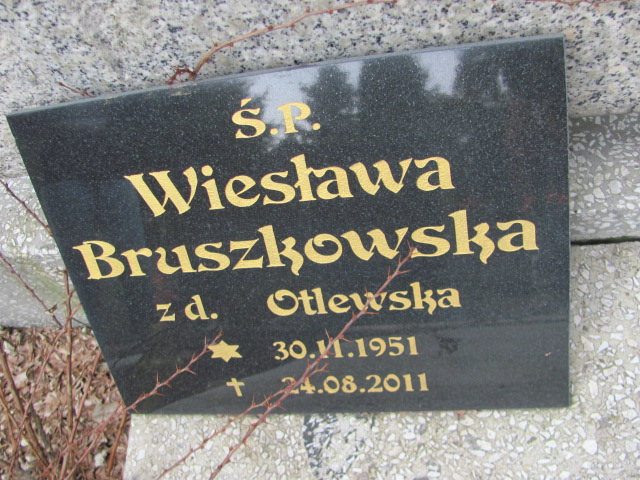 Ś.P.
Wiesława
Bruszkowska
z d. Otlewska
30.11.1951
24.08.2011